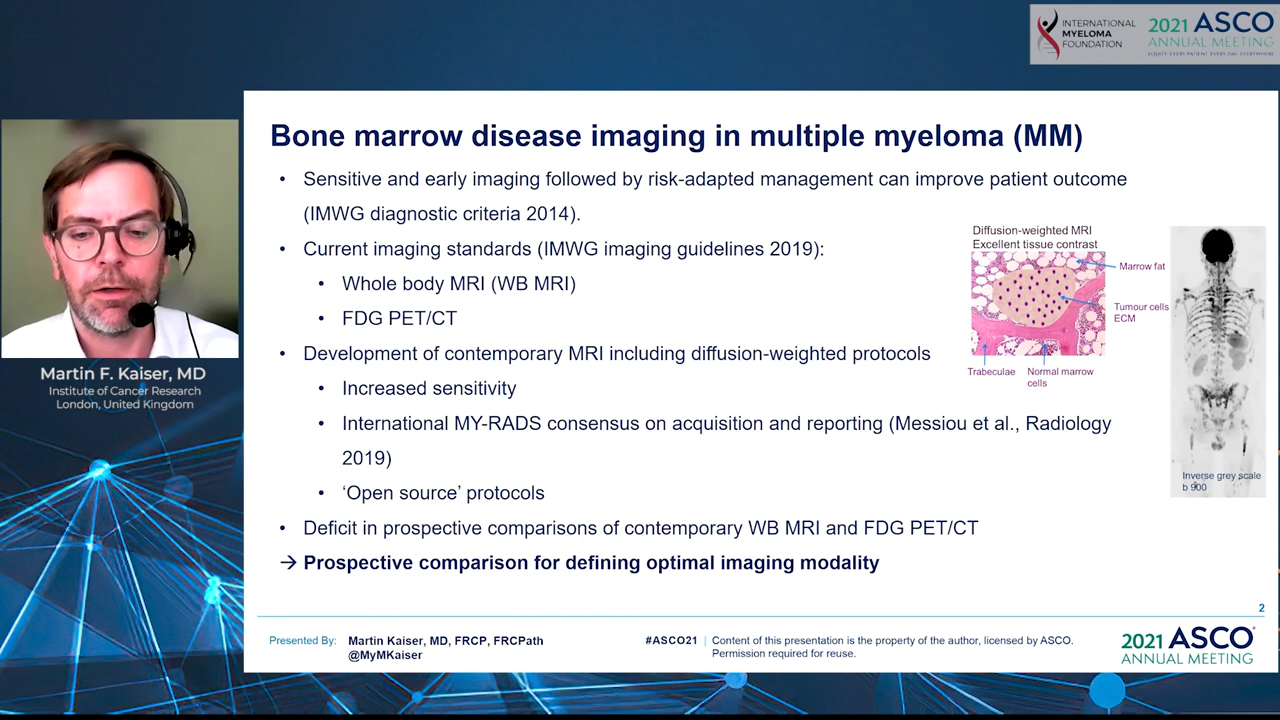 INTERNATIONAL
MYELOMA
FOUNDATION
2021 ASCO
ANNUAL MEETING
EQUITY: EVERY PATIENT. EVERY DAY. EVERYWHERE.
Bone marrow disease imaging in multiple myeloma (MM)
• Sensitive and early imaging followed by risk-adapted management can improve patient outcome
(IMWG diagnostic criteria 2014).
• Current imaging standards (IMWG imaging guidelines 2019):
• Whole body MRI (WB MRI)
• FDG PET/CT
• Development of contemporary MRI including diffusion-weighted protocols
• Increased sensitivity
• International MY-RADS consensus on acquisition and reporting (Messiou et al., Radiology
2019)
• ‘Open source’ protocols
• Deficit in prospective comparisons of contemporary WB MRI and FDG PET/CT
→ Prospective comparison for defining optimal imaging modality
Diffusion-weighted MRI
Excellent tissue contrast
Marrow fat
Tumour cells
ECM
Trabeculae
Normal marrow
cells
Inverse grey scale
b 900
Martin F. Kaiser, MD
Institute of Cancer Research
London, United Kingdom
2
Presented By: Martin Kaiser, MD, FRCP, FRCPath
@MyMKaiser
#ASCO21 | Content of this presentation is the property of the author, licensed by ASCO.
Permission required for reuse.
2021 ASCO®
ANNUAL MEETING